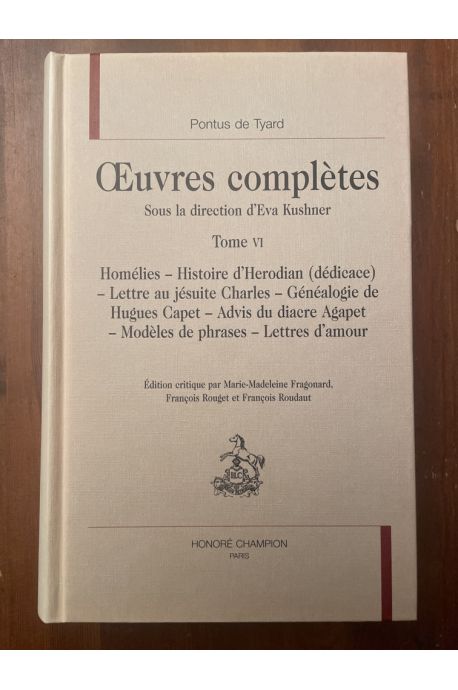 Pontus de Tyard
Œuvres complètes
Sous la direction d'Eva Kushner
Tome VI
Homélies – Histoire d'Herodian (dédicace)
– Lettre au jésuite Charles – Généalogie de
Hugues Capet – Advis du diacre Agapet
– Modèles de phrases – Lettres d'amour
Édition critique par Marie-Madeleine Fragonard,
François Rouget et François Roudaut
HONORÉ CHAMPION
PARIS